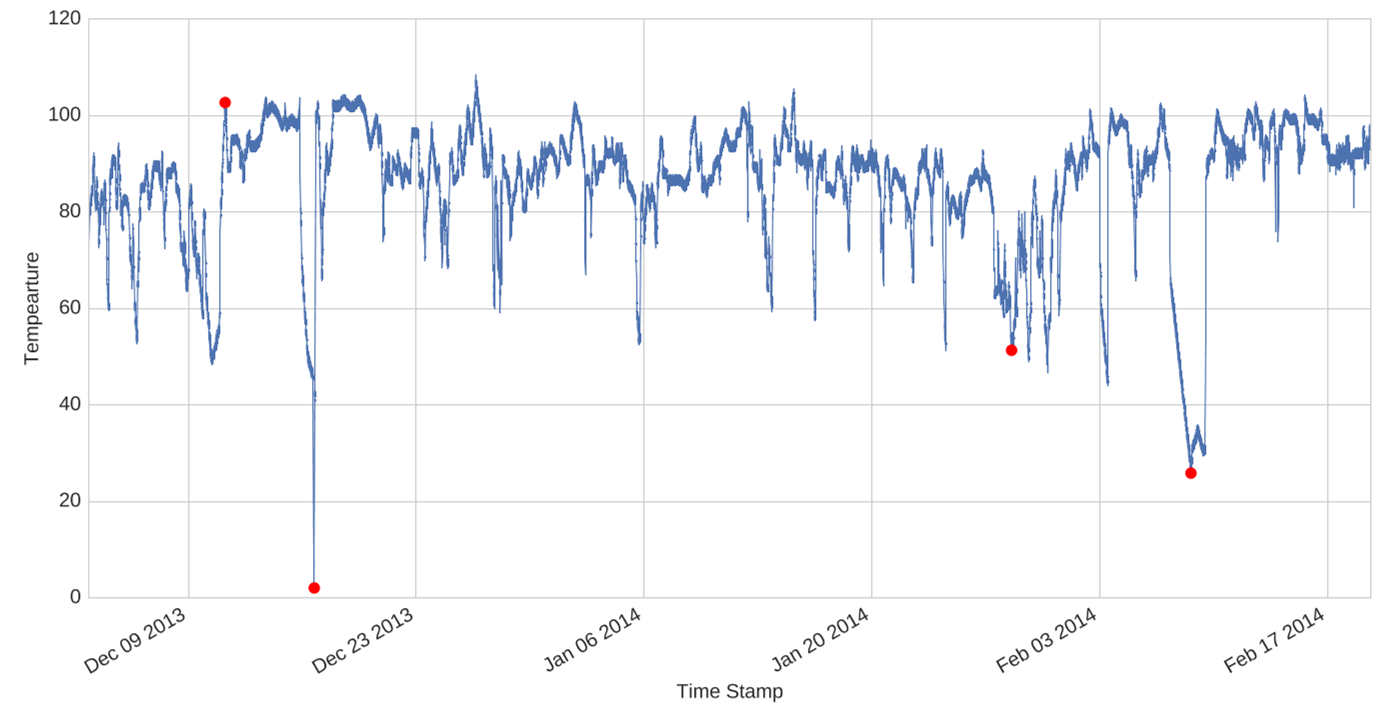 120
100
80
60
40
20
0
Tempearture
Dec 09 2013
Dec 23 2013
Jan 06 2014
Jan 20 2014
Feb 03 2014
Feb 17 2014
Time Stamp